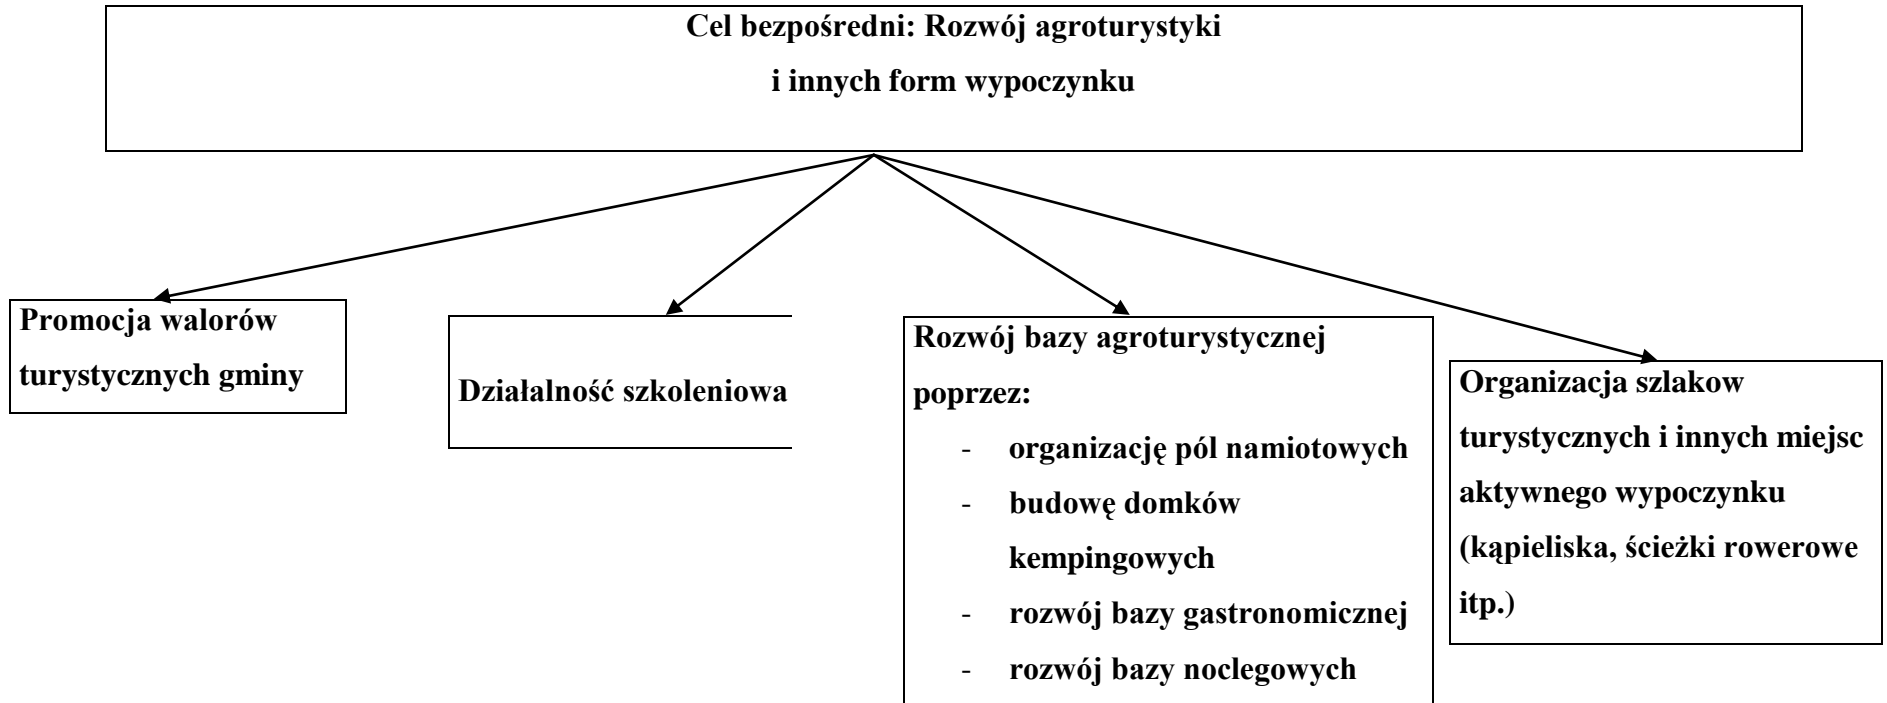 Cel bezpośredni: Rozwój agroturystyki
i innych form wypoczynku
Promocja walorów
turystycznych gminy
Działalność szkoleniowa
Rozwój bazy agroturystycznej
poprzez:
- organizację pól namiotowych
- budowę domków
kempingowych
- rozwój bazy gastronomicznej
- rozwój bazy noclegowych
Organizacja szlakow
turystycznych i innych miejsc
aktywnego wypoczynku
(kąpieliska, ścieżki rowerowe
itp.)